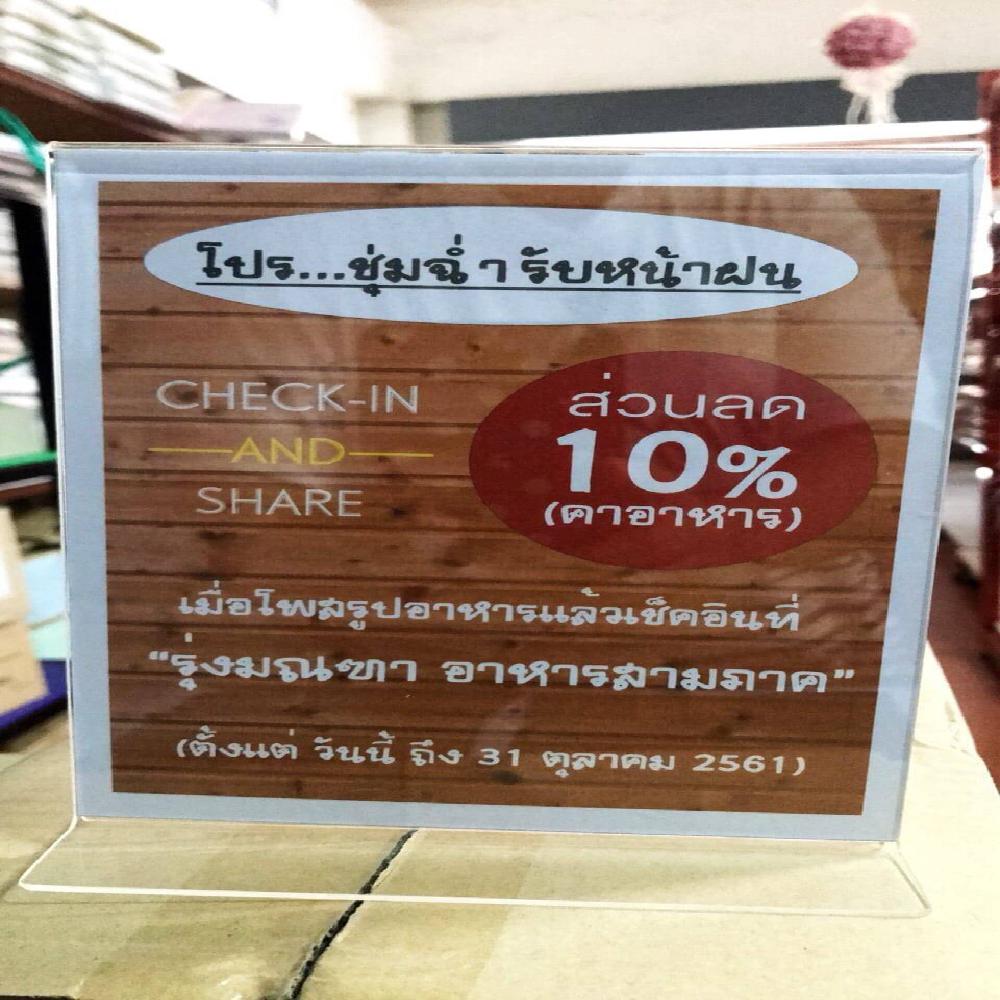 โปร...ชุ่มฉ่ำ รับหน้าฝน
CHECK-IN
AND
SHARE
ส่วนลด
10%
(ค่าอาหาร)
เมื่อโพสรูปอาหารแล้วเช็คอินที่
"รุ่งมณฑา อาหารสามภาค"
(ตั้งแต่ วันนี้ ถึง 31 ตุลาคม 2561)